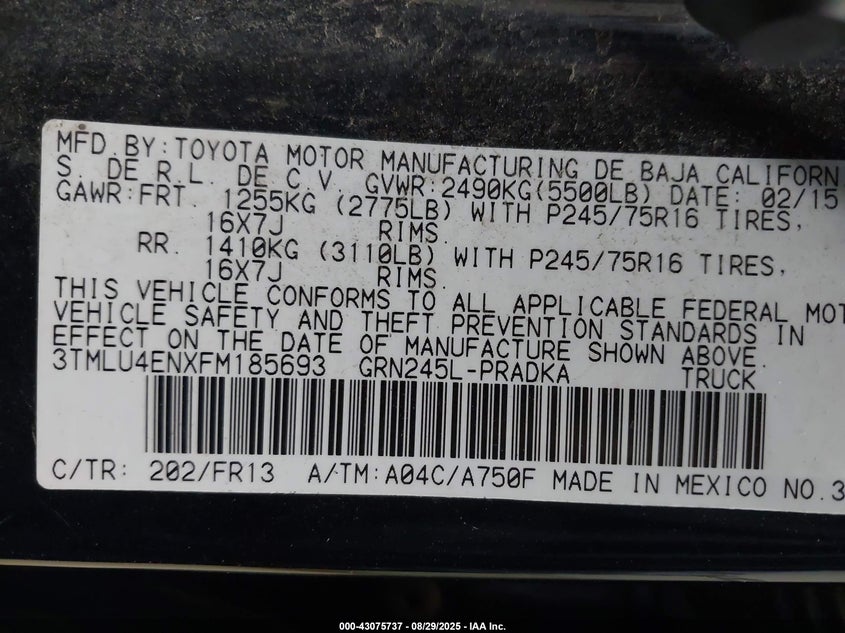 MFD BY: TOYOTA MOTOR MANUFACTURING DE BAJA CALIFORN
S. DE R.L. DE C.V. GVWR: 2490KG(5500LB) DATE: 02/15
GAWR: FRT. 1255KG (2775LB) WITH P245/75R16 TIRES,
16X7J RIMS.
RR. 1410KG (3110LB) WITH P245/75R16 TIRES,
16X7J RIMS.
THIS VEHICLE CONFORMS TO ALL APPLICABLE FEDERAL MOT
VEHICLE SAFETY AND THEFT PREVENTION STANDARDS IN
EFFECT ON THE DATE OF MANUFACTURE SHOWN ABOVE.
3TMLU4ENXFM185693 GRN245L-PRADKA TRUCK
C/TR: 202/FR13 A/TM: A04C/A750F MADE IN MEXICO NO.3
000-43075737 - 08/29/2025 - IAA Inc.